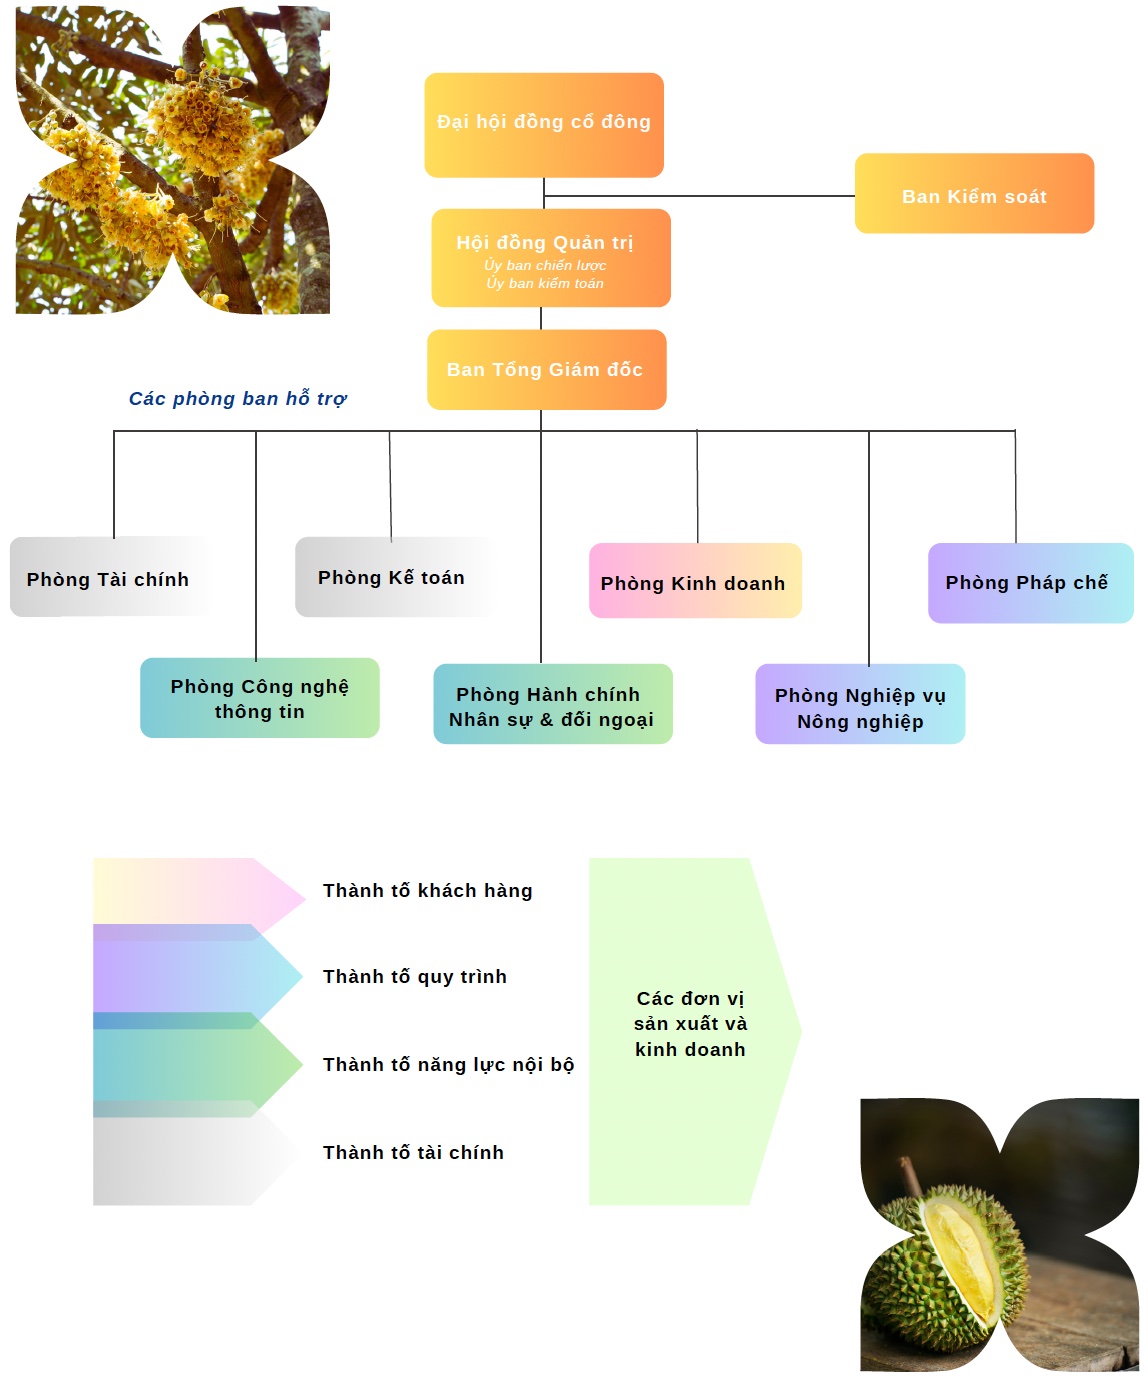 Đại hội đồng cổ đông
Ban Kiểm soát
Hội đồng Quản trị
Ủy ban chiến lược
Ủy ban kiểm toán
Ban Tổng Giám đốc
Các phòng ban hỗ trợ
Phòng Tài chính
Phòng Kế toán
Phòng Kinh doanh
Phòng Pháp chế
Phòng Công nghệ
thông tin
Phòng Hành chính
Nhân sự & đối ngoại
Phòng Nghiệp vụ
Nông nghiệp
Thành tố khách hàng
Thành tố quy trình
Thành tố năng lực nội bộ
Thành tố tài chính
Các đơn vị
sản xuất và
kinh doanh